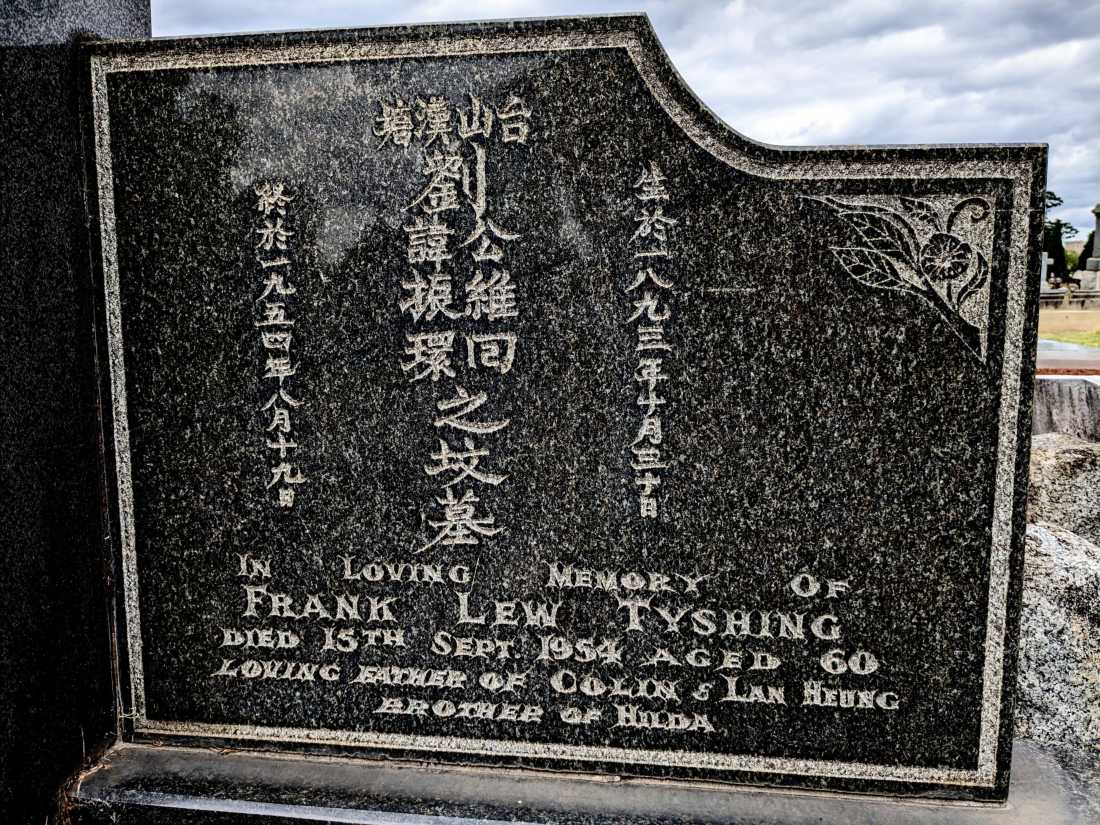 台山漢塘
生於一八九三年十月三十日
劉公維回
諱振環
之坟墓
終於一九五四年八月十九日
IN LOVING MEMORY OF
FRANK LEW TYSHING
DIED 15TH SEPT. 1954 AGED 60
LOVING FATHER OF COLIN & LAN HEUNG
BROTHER OF HILDA